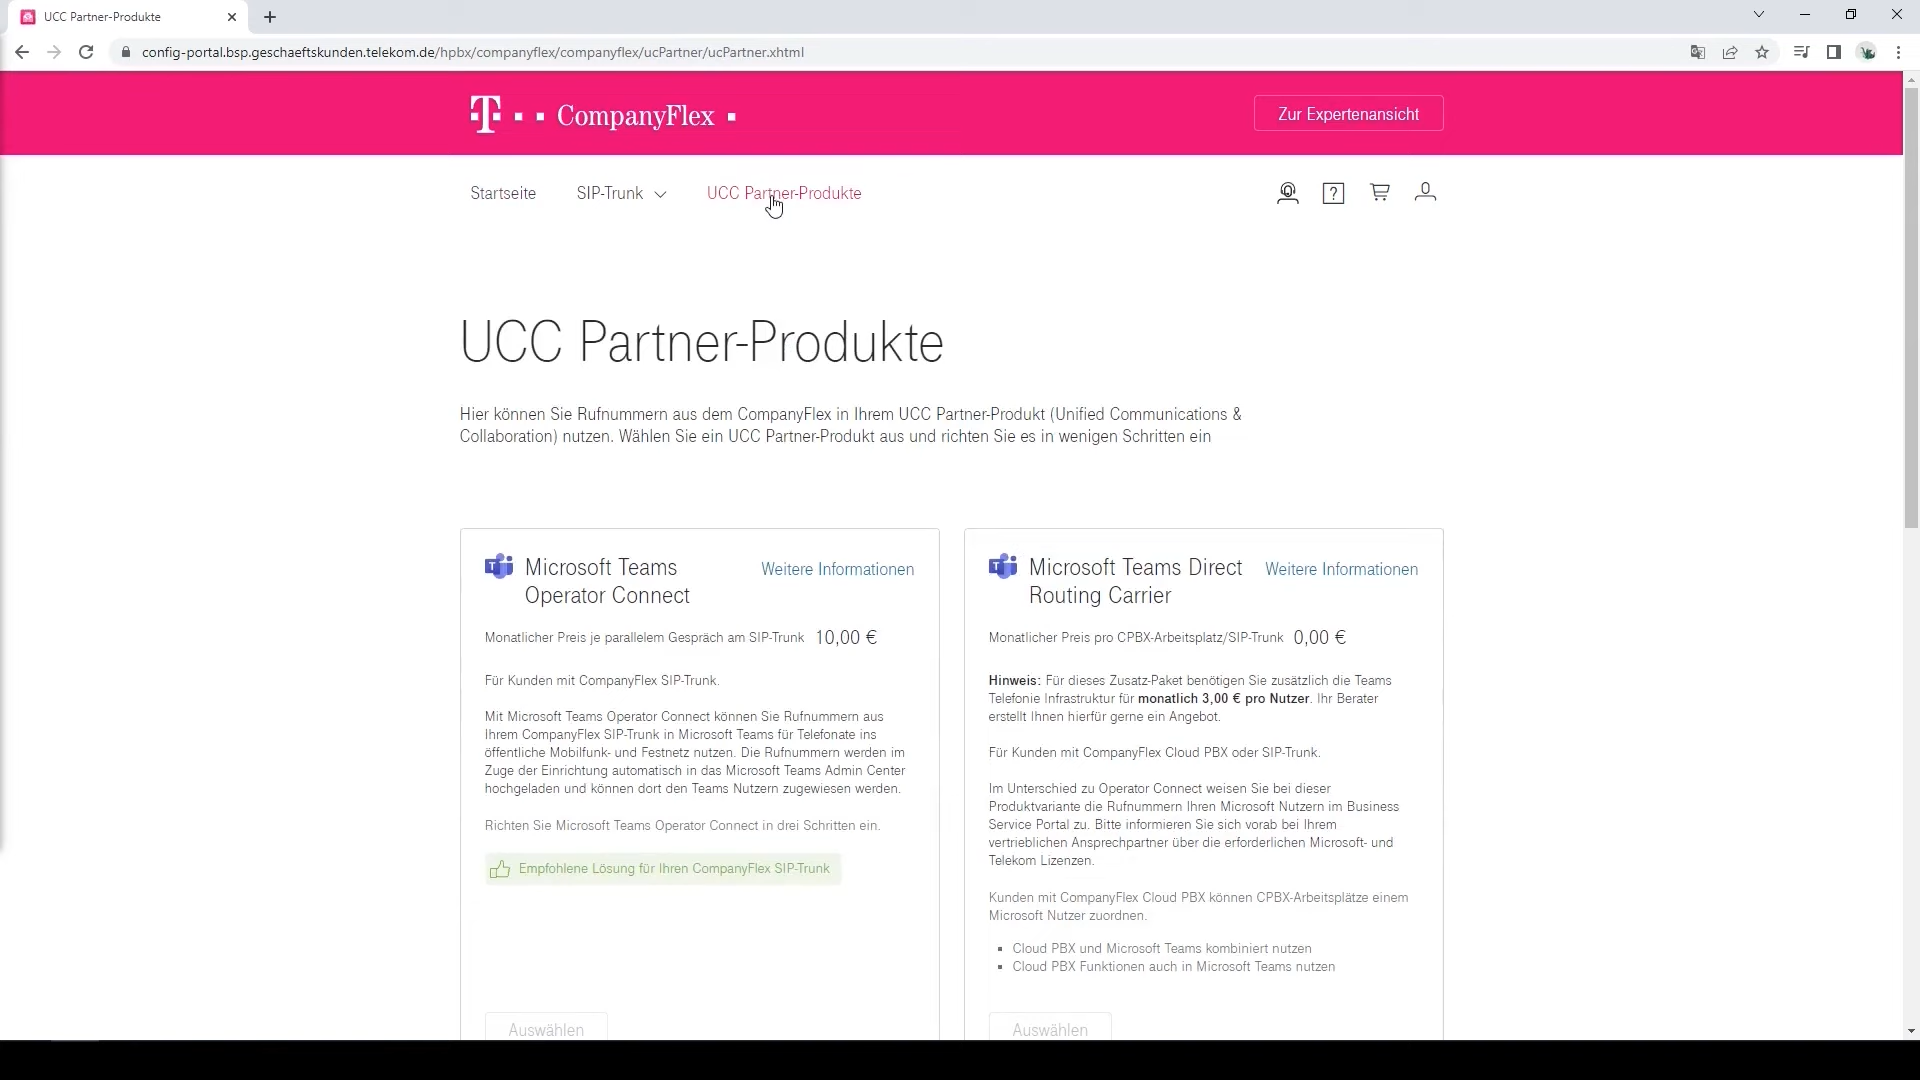 UCC Partner-Produkte
config-portal.bsp.geschaeftskunden.telekom.de/hpbx/companyflex/companyflex/ucPartner/ucPartner.xhtml
T CompanyFlex
Zur Expertenansicht
Startseite SIP-Trunk UCC Partner-Produkte
UCC Partner-Produkte
Hier können Sie Rufnummern aus dem CompanyFlex in Ihrem UCC Partner-Produkt (Unified Communications &
Collaboration) nutzen. Wählen Sie ein UCC Partner-Produkt aus und richten Sie es in wenigen Schritten ein
Microsoft Teams
Operator Connect
Weitere Informationen
Monatlicher Preis je parallelem Gespräch am SIP-Trunk 10,00 €
Für Kunden mit CompanyFlex SIP-Trunk.
Mit Microsoft Teams Operator Connect können Sie Rufnummern aus
Ihrem CompanyFlex SIP-Trunk in Microsoft Teams für Telefonate ins
öffentliche Mobilfunk- und Festnetz nutzen. Die Rufnummern werden im
Zuge der Einrichtung automatisch in das Microsoft Teams Admin Center
hochgeladen und können dort den Teams Nutzern zugewiesen werden.
Richten Sie Microsoft Teams Operator Connect in drei Schritten ein.
Empfohlene Lösung für Ihren CompanyFlex SIP-Trunk
Auswählen
Microsoft Teams Direct
Routing Carrier
Weitere Informationen
Monatlicher Preis pro CPBX-Arbeitsplatz/SIP-Trunk 0,00 €
Hinweis: Für dieses Zusatz-Paket benötigen Sie zusätzlich die Teams
Telefonie Infrastruktur für monatlich 3,00 € pro Nutzer. Ihr Berater
erstellt Ihnen hierfür gerne ein Angebot.
Für Kunden mit CompanyFlex Cloud PBX oder SIP-Trunk.
Im Unterschied zu Operator Connect weisen Sie bei dieser
Produktvariante die Rufnummern Ihren Microsoft Nutzern im Business
Service Portal zu. Bitte informieren Sie sich vorab bei Ihrem
vertrieblichen Ansprechpartner über die erforderlichen Microsoft- und
Telekom Lizenzen.
Kunden mit CompanyFlex Cloud PBX können CPBX-Arbeitsplätze einem
Microsoft Nutzer zuordnen.
▪ Cloud PBX und Microsoft Teams kombiniert nutzen
▪ Cloud PBX Funktionen auch in Microsoft Teams nutzen
Auswählen